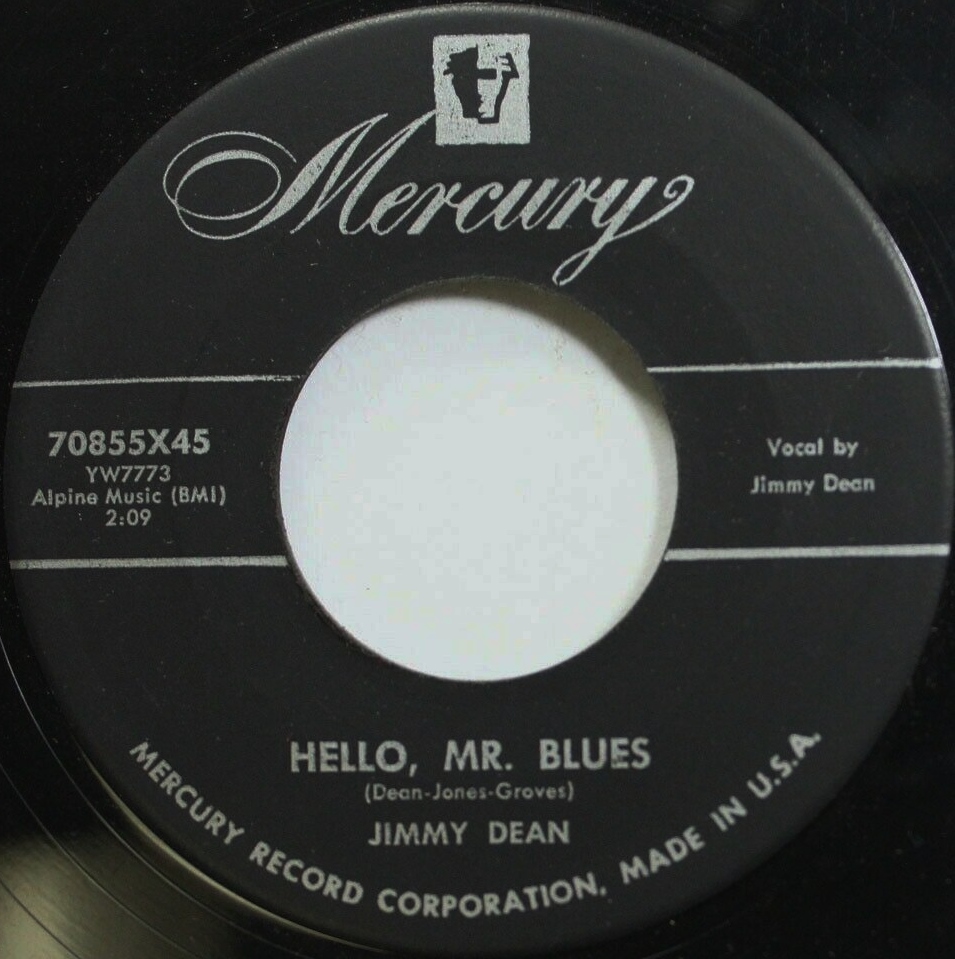 Mercury
70855X45
YW7773
Alpine Music (BMI)
2:09
Vocal by
Jimmy Dean
HELLO, MR. BLUES
(Dean-Jones-Groves)
JIMMY DEAN
MERCURY RECORD CORPORATION, MADE IN U.S.A.